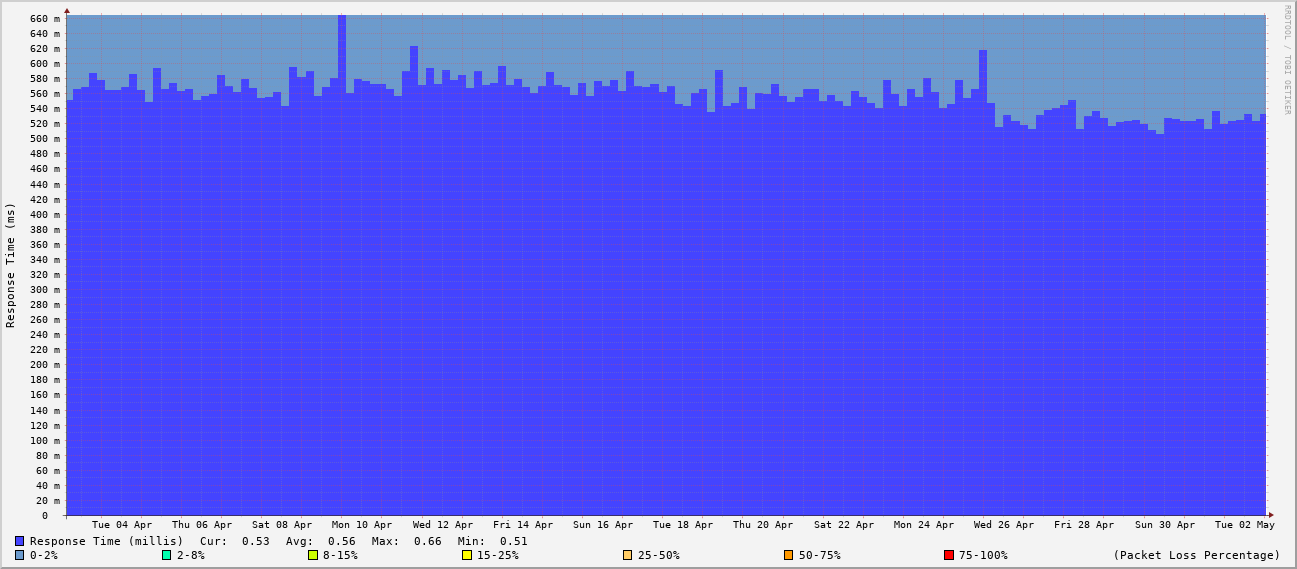 RRDTOOL / TOBI OETIKER
Response Time (ms)
660 m
640 m
620 m
600 m
580 m
560 m
540 m
520 m
500 m
480 m
460 m
440 m
420 m
400 m
380 m
360 m
340 m
320 m
300 m
280 m
260 m
240 m
220 m
200 m
180 m
160 m
140 m
120 m
100 m
80 m
60 m
40 m
20 m
0
Tue 04 Apr Thu 06 Apr Sat 08 Apr Mon 10 Apr Wed 12 Apr Fri 14 Apr Sun 16 Apr Tue 18 Apr Thu 20 Apr Sat 22 Apr Mon 24 Apr Wed 26 Apr Fri 28 Apr Sun 30 Apr Tue 02 May
Response Time (millis) Cur: 0.53 Avg: 0.56 Max: 0.66 Min: 0.51
0-2% 2-8% 8-15% 15-25% 25-50% 50-75% 75-100% (Packet Loss Percentage)